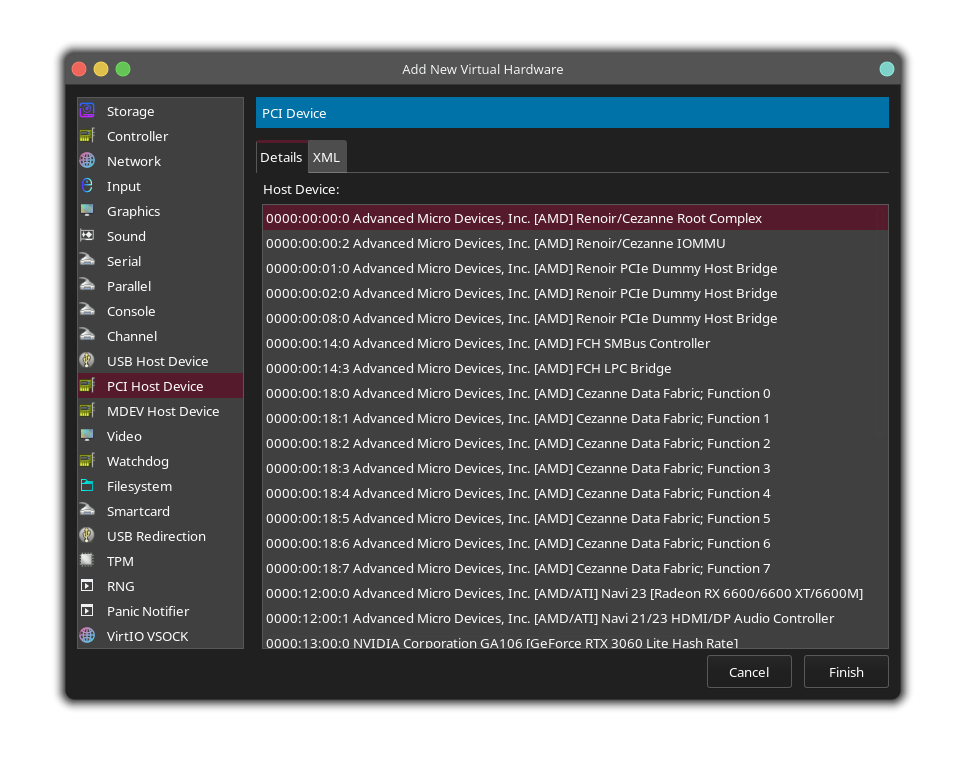 Add New Virtual Hardware
Storage
Controller
Network
Input
Graphics
Sound
Serial
Parallel
Console
Channel
USB Host Device
PCI Host Device
MDEV Host Device
Video
Watchdog
Filesystem
Smartcard
USB Redirection
TPM
RNG
Panic Notifier
VirtIO VSOCK
PCI Device
Details XML
Host Device:
0000:00:00:0 Advanced Micro Devices, Inc. [AMD] Renoir/Cezanne Root Complex
0000:00:00:2 Advanced Micro Devices, Inc. [AMD] Renoir/Cezanne IOMMU
0000:00:01:0 Advanced Micro Devices, Inc. [AMD] Renoir PCIe Dummy Host Bridge
0000:00:02:0 Advanced Micro Devices, Inc. [AMD] Renoir PCIe Dummy Host Bridge
0000:00:08:0 Advanced Micro Devices, Inc. [AMD] Renoir PCIe Dummy Host Bridge
0000:00:14:0 Advanced Micro Devices, Inc. [AMD] FCH SMBus Controller
0000:00:14:3 Advanced Micro Devices, Inc. [AMD] FCH LPC Bridge
0000:00:18:0 Advanced Micro Devices, Inc. [AMD] Cezanne Data Fabric; Function 0
0000:00:18:1 Advanced Micro Devices, Inc. [AMD] Cezanne Data Fabric; Function 1
0000:00:18:2 Advanced Micro Devices, Inc. [AMD] Cezanne Data Fabric; Function 2
0000:00:18:3 Advanced Micro Devices, Inc. [AMD] Cezanne Data Fabric; Function 3
0000:00:18:4 Advanced Micro Devices, Inc. [AMD] Cezanne Data Fabric; Function 4
0000:00:18:5 Advanced Micro Devices, Inc. [AMD] Cezanne Data Fabric; Function 5
0000:00:18:6 Advanced Micro Devices, Inc. [AMD] Cezanne Data Fabric; Function 6
0000:00:18:7 Advanced Micro Devices, Inc. [AMD] Cezanne Data Fabric; Function 7
0000:12:00:0 Advanced Micro Devices, Inc. [AMD/ATI] Navi 23 [Radeon RX 6600/6600 XT/6600M]
0000:12:00:1 Advanced Micro Devices, Inc. [AMD/ATI] Navi 21/23 HDMI/DP Audio Controller
0000:13:00:0 NVIDIA Corporation GA106 [GeForce RTX 3060 Lite Hash Rate]
Cancel Finish